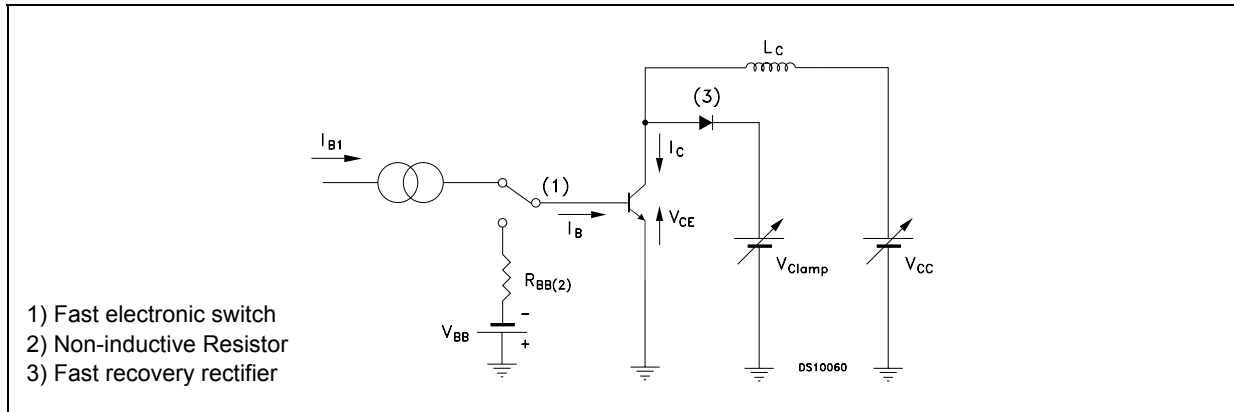 L_C
(3)
I_B1
I_C
(1)
I_B
V_CE
V_Clamp
V_CC
R_BB(2)
-
V_BB
+
DS10060
1) Fast electronic switch
2) Non-inductive Resistor
3) Fast recovery rectifier